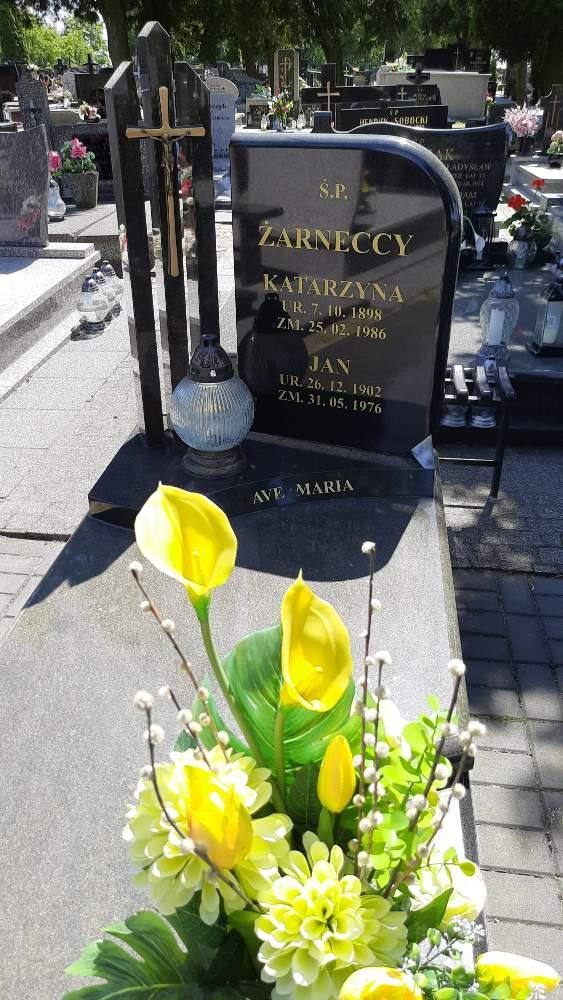 Ś.P.
ŻARNECCY
KATARZYNA
UR. 7. 10. 1898
ZM. 25. 02. 1986
JAN
UR. 26. 12. 1902
ZM. 31. 05. 1976
AVE MARIA
HENRYK SOBOCKI